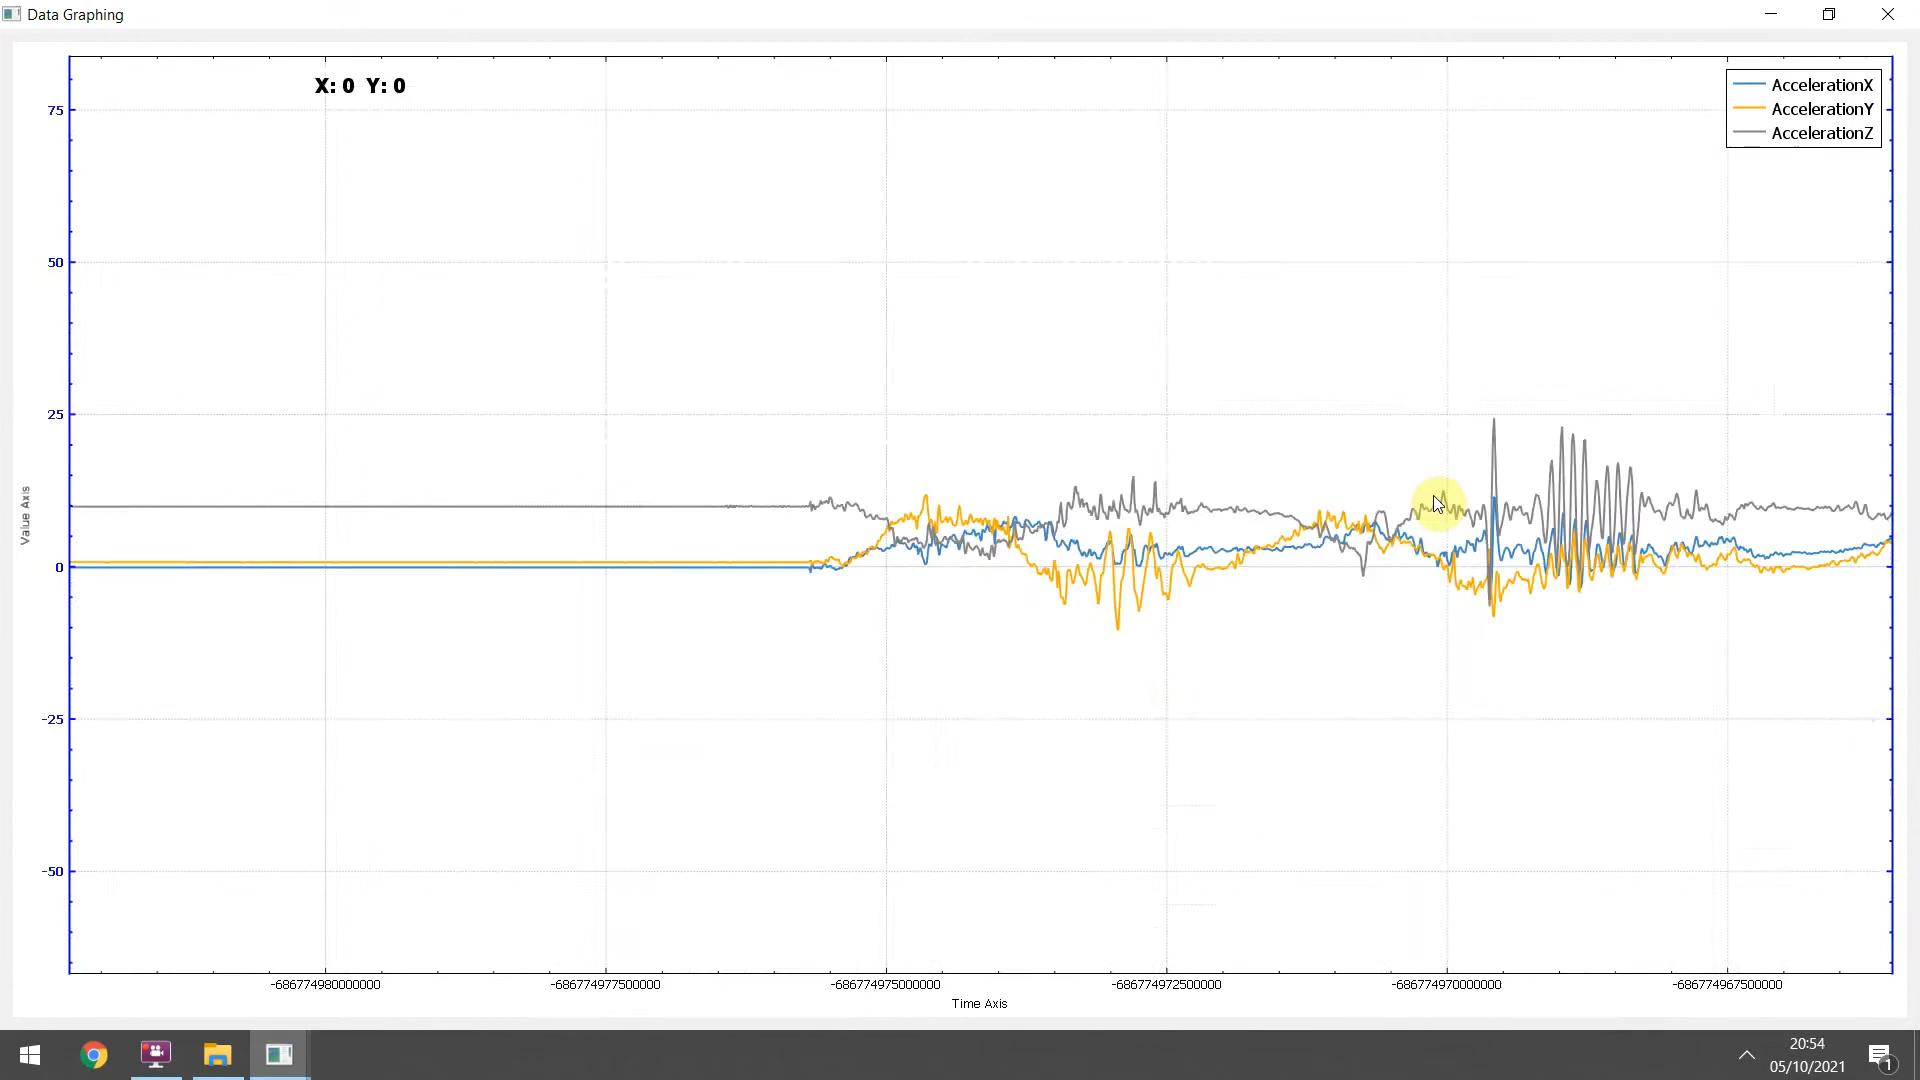 Data Graphing
X: 0 Y: 0
AccelerationX
AccelerationY
AccelerationZ
75
50
25
0
-25
-50
Value Axis
-686774980000000
-686774977500000
-686774975000000
-686774972500000
-686774970000000
-686774967500000
Time Axis
20:54
05/10/2021
1